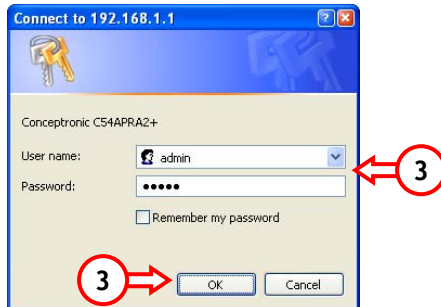 Connect to 192.168.1.1
Conceptronic C54APRA2+
User name: admin
Password: •••••
3
Remember my password
3 OK Cancel